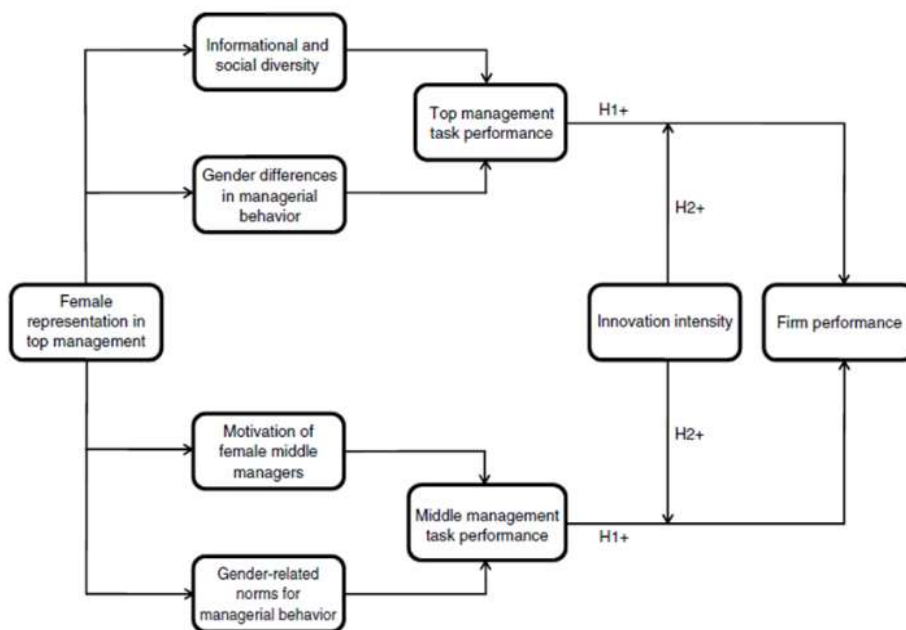 Informational and
social diversity
Top management
task performance
H1+
Gender differences
in managerial
behavior
H2+
Female
representation in
top management
Innovation intensity
Firm performance
Motivation of
female middle
managers
H2+
Middle management
task performance
H1+
Gender-related
norms for
managerial behavior